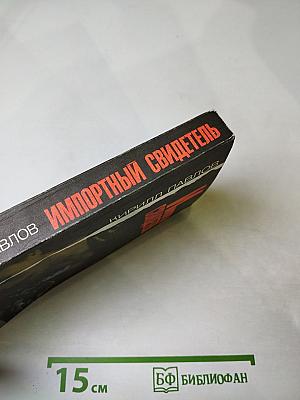 ВЛОВ ИМПОРТНЫЙ СВИДЕТЕЛЬ
КИРИЛЛ ПАВЛОВ
15 см
БФ БИБЛИОФАН